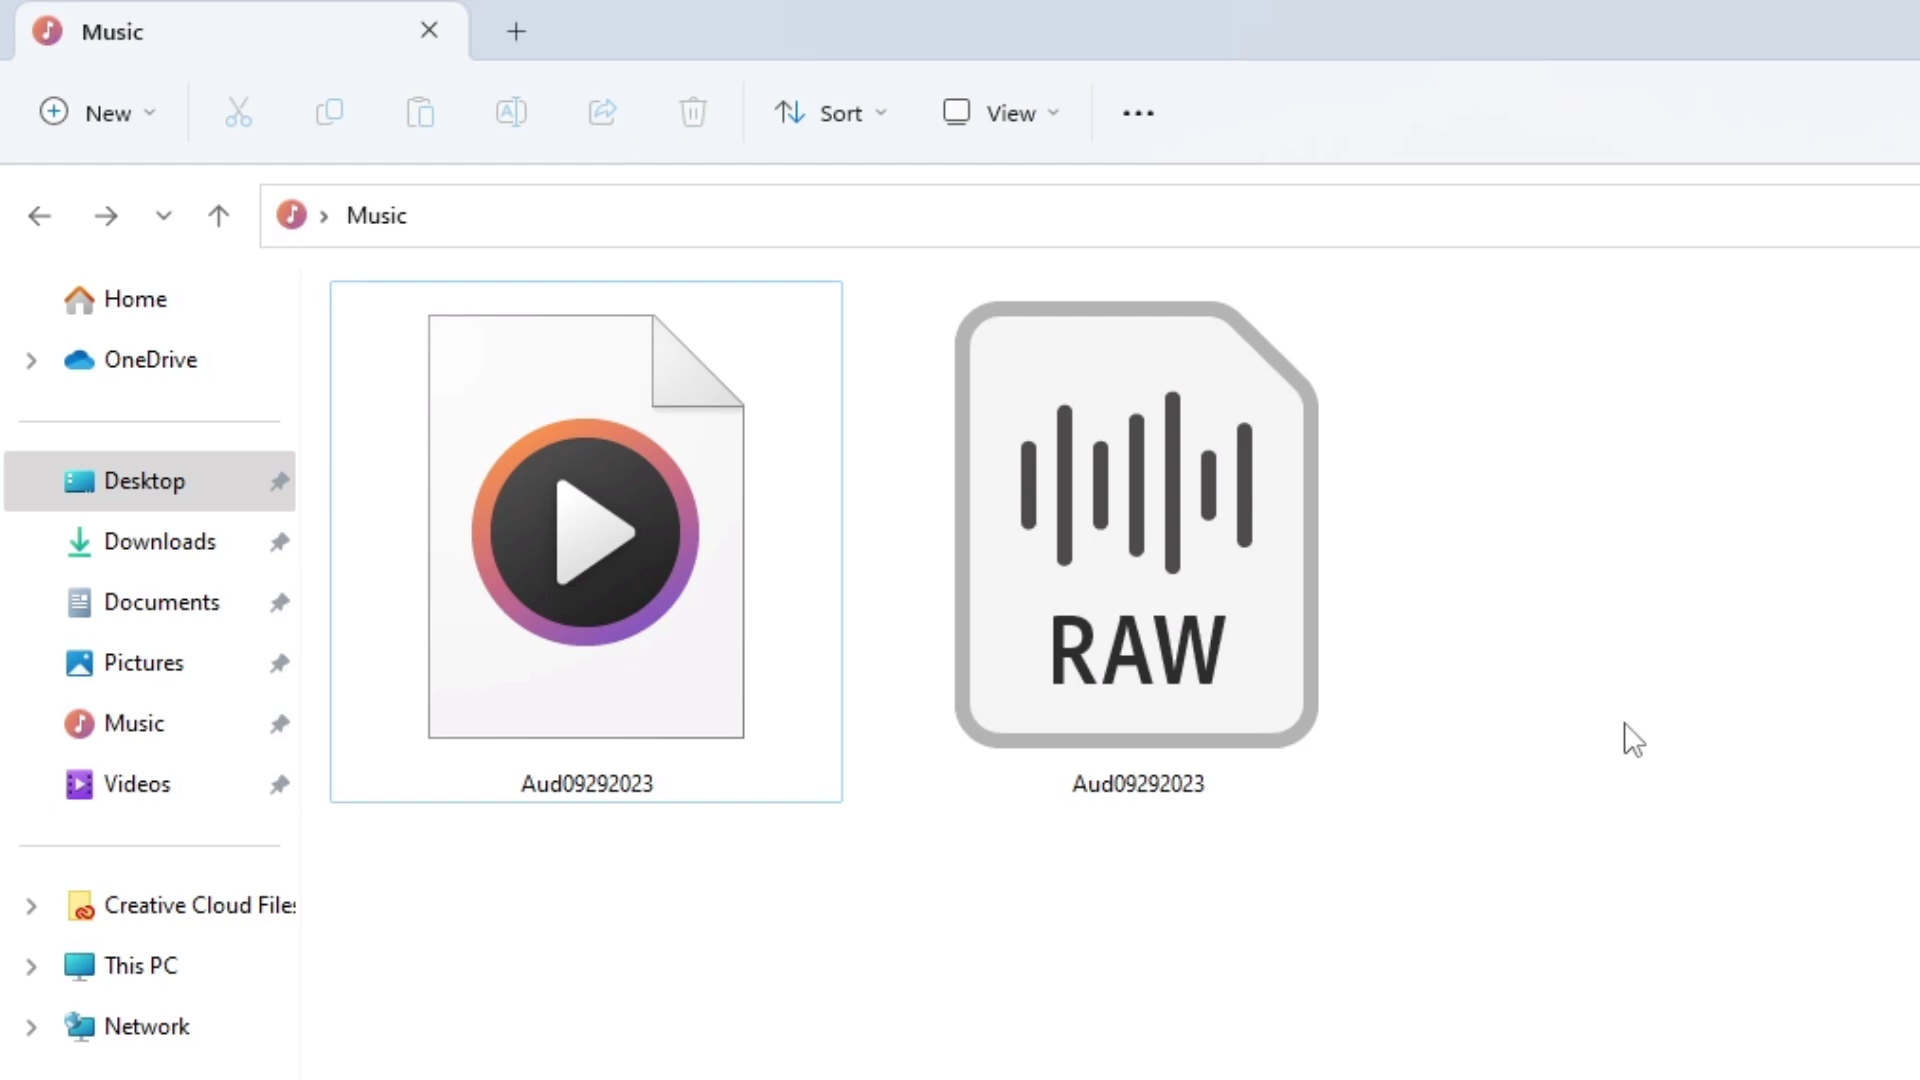 Music
New
Sort
View
Music
Home
OneDrive
Desktop
Downloads
Documents
Pictures
Music
Videos
Creative Cloud Files
This PC
Network
RAW
Aud09292023
Aud09292023